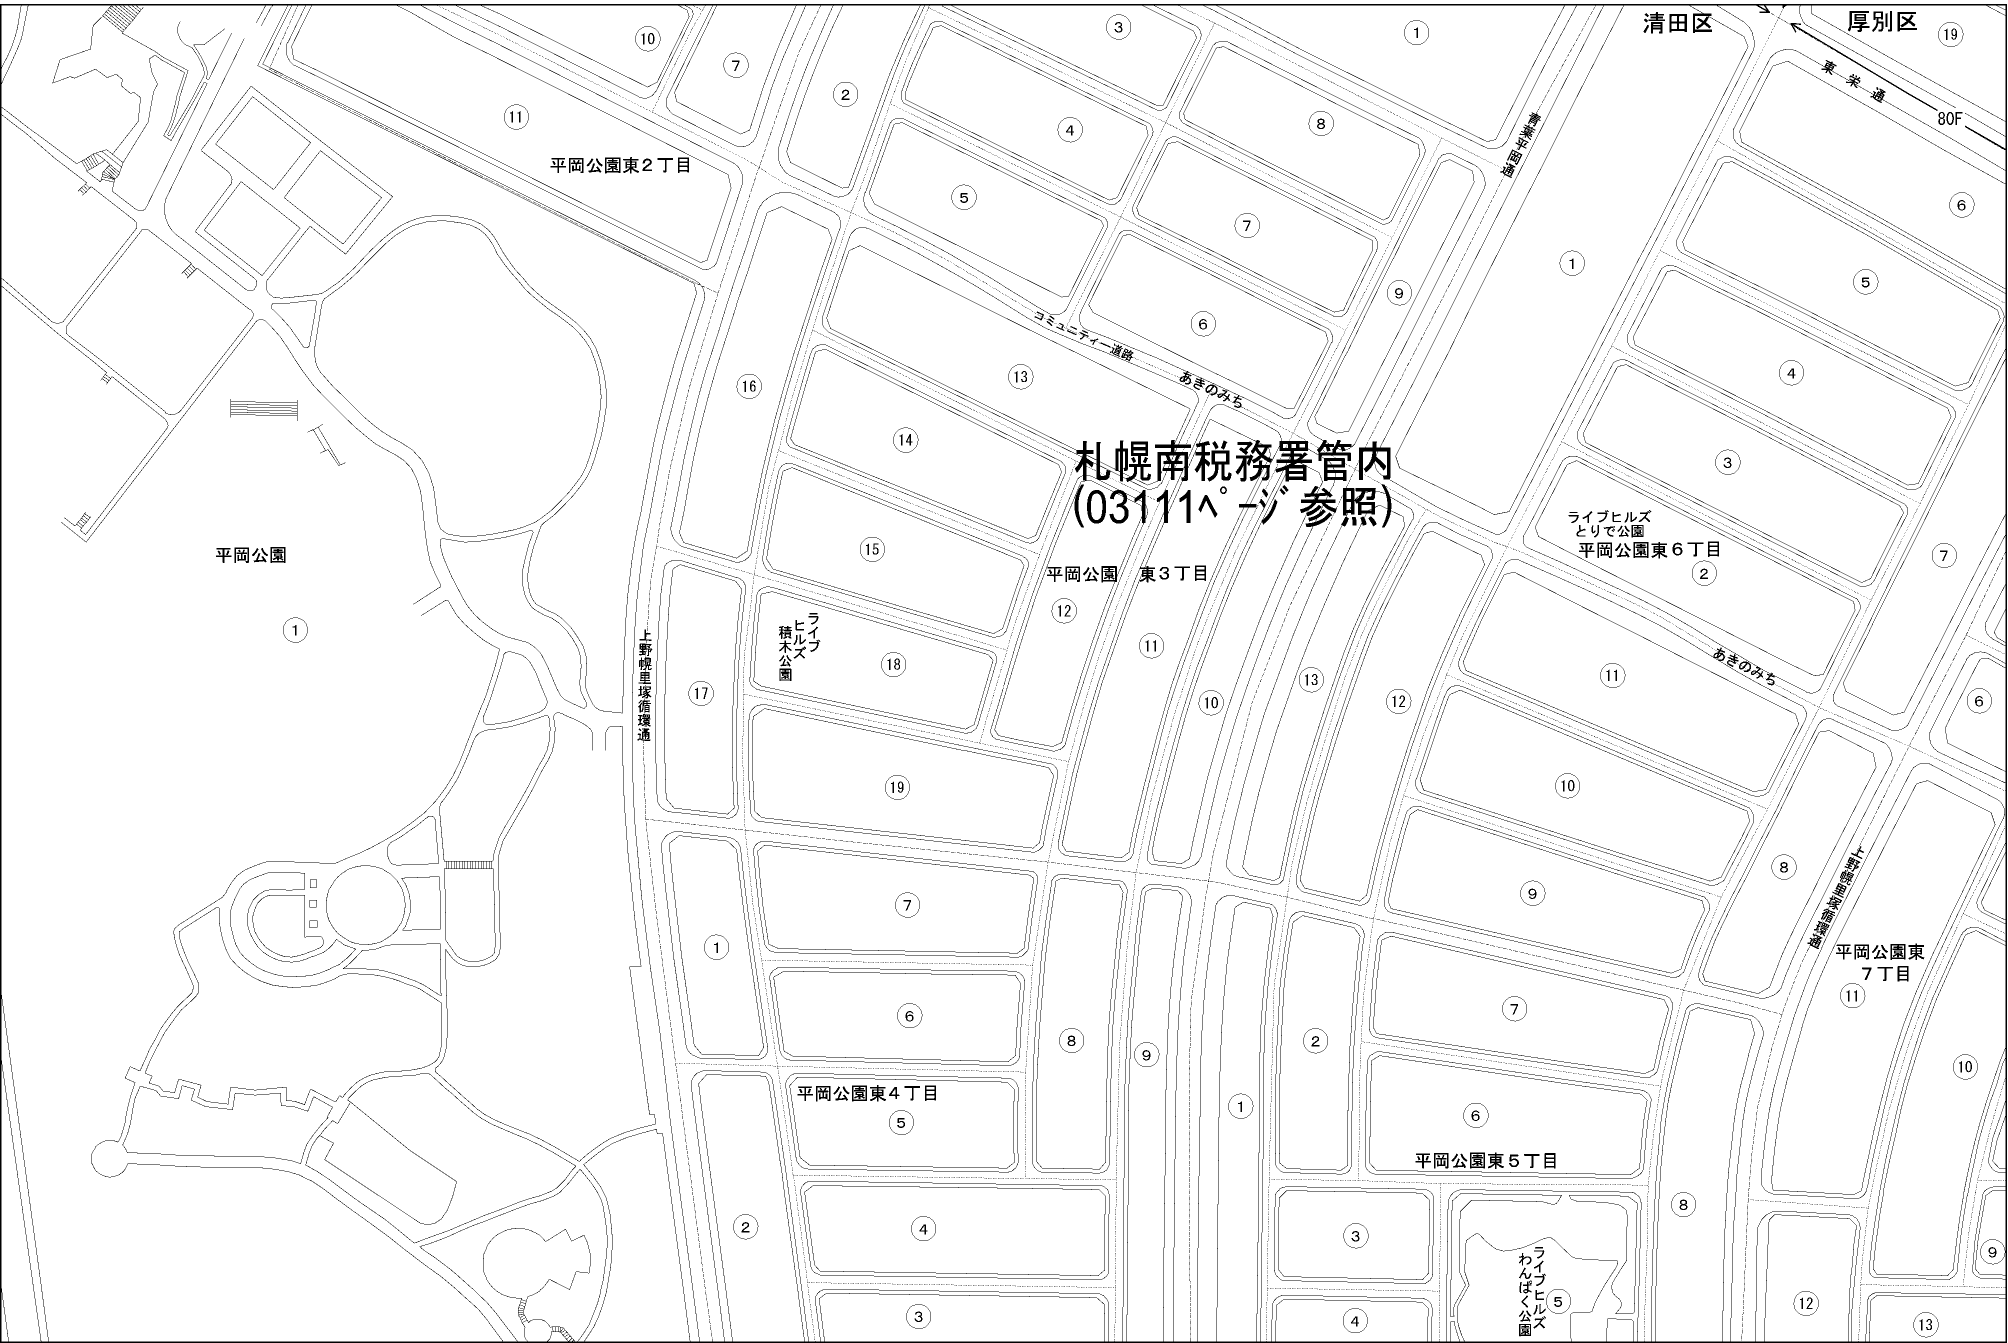 清田区
厚別区
19
10
3
1
7
2
東栄通
80F
11
4
8
青葉平岡通
平岡公園東２丁目
5
7
6
1
9
5
6
コミュニティー道路
あきのみち
16
13
4
14
3
札幌南税務署管内
(03111ﾍﾟｰｼﾞ参照)
15
ライブヒルズ
とりで公園
平岡公園東６丁目
2
7
平岡公園
平岡公園 東３丁目
12
1
11
ライブ
ヒルズ
積木公園
18
上野幌里塚循環通
17
10
13
12
11
あきのみち
6
19
10
9
8
上野幌里塚循環通
7
1
平岡公園東
７丁目
11
6
7
8
9
2
10
平岡公園東４丁目
5
1
6
平岡公園東５丁目
8
2
4
3
9
ライブヒルズ
わんぱく公園
5
3
4
12
13